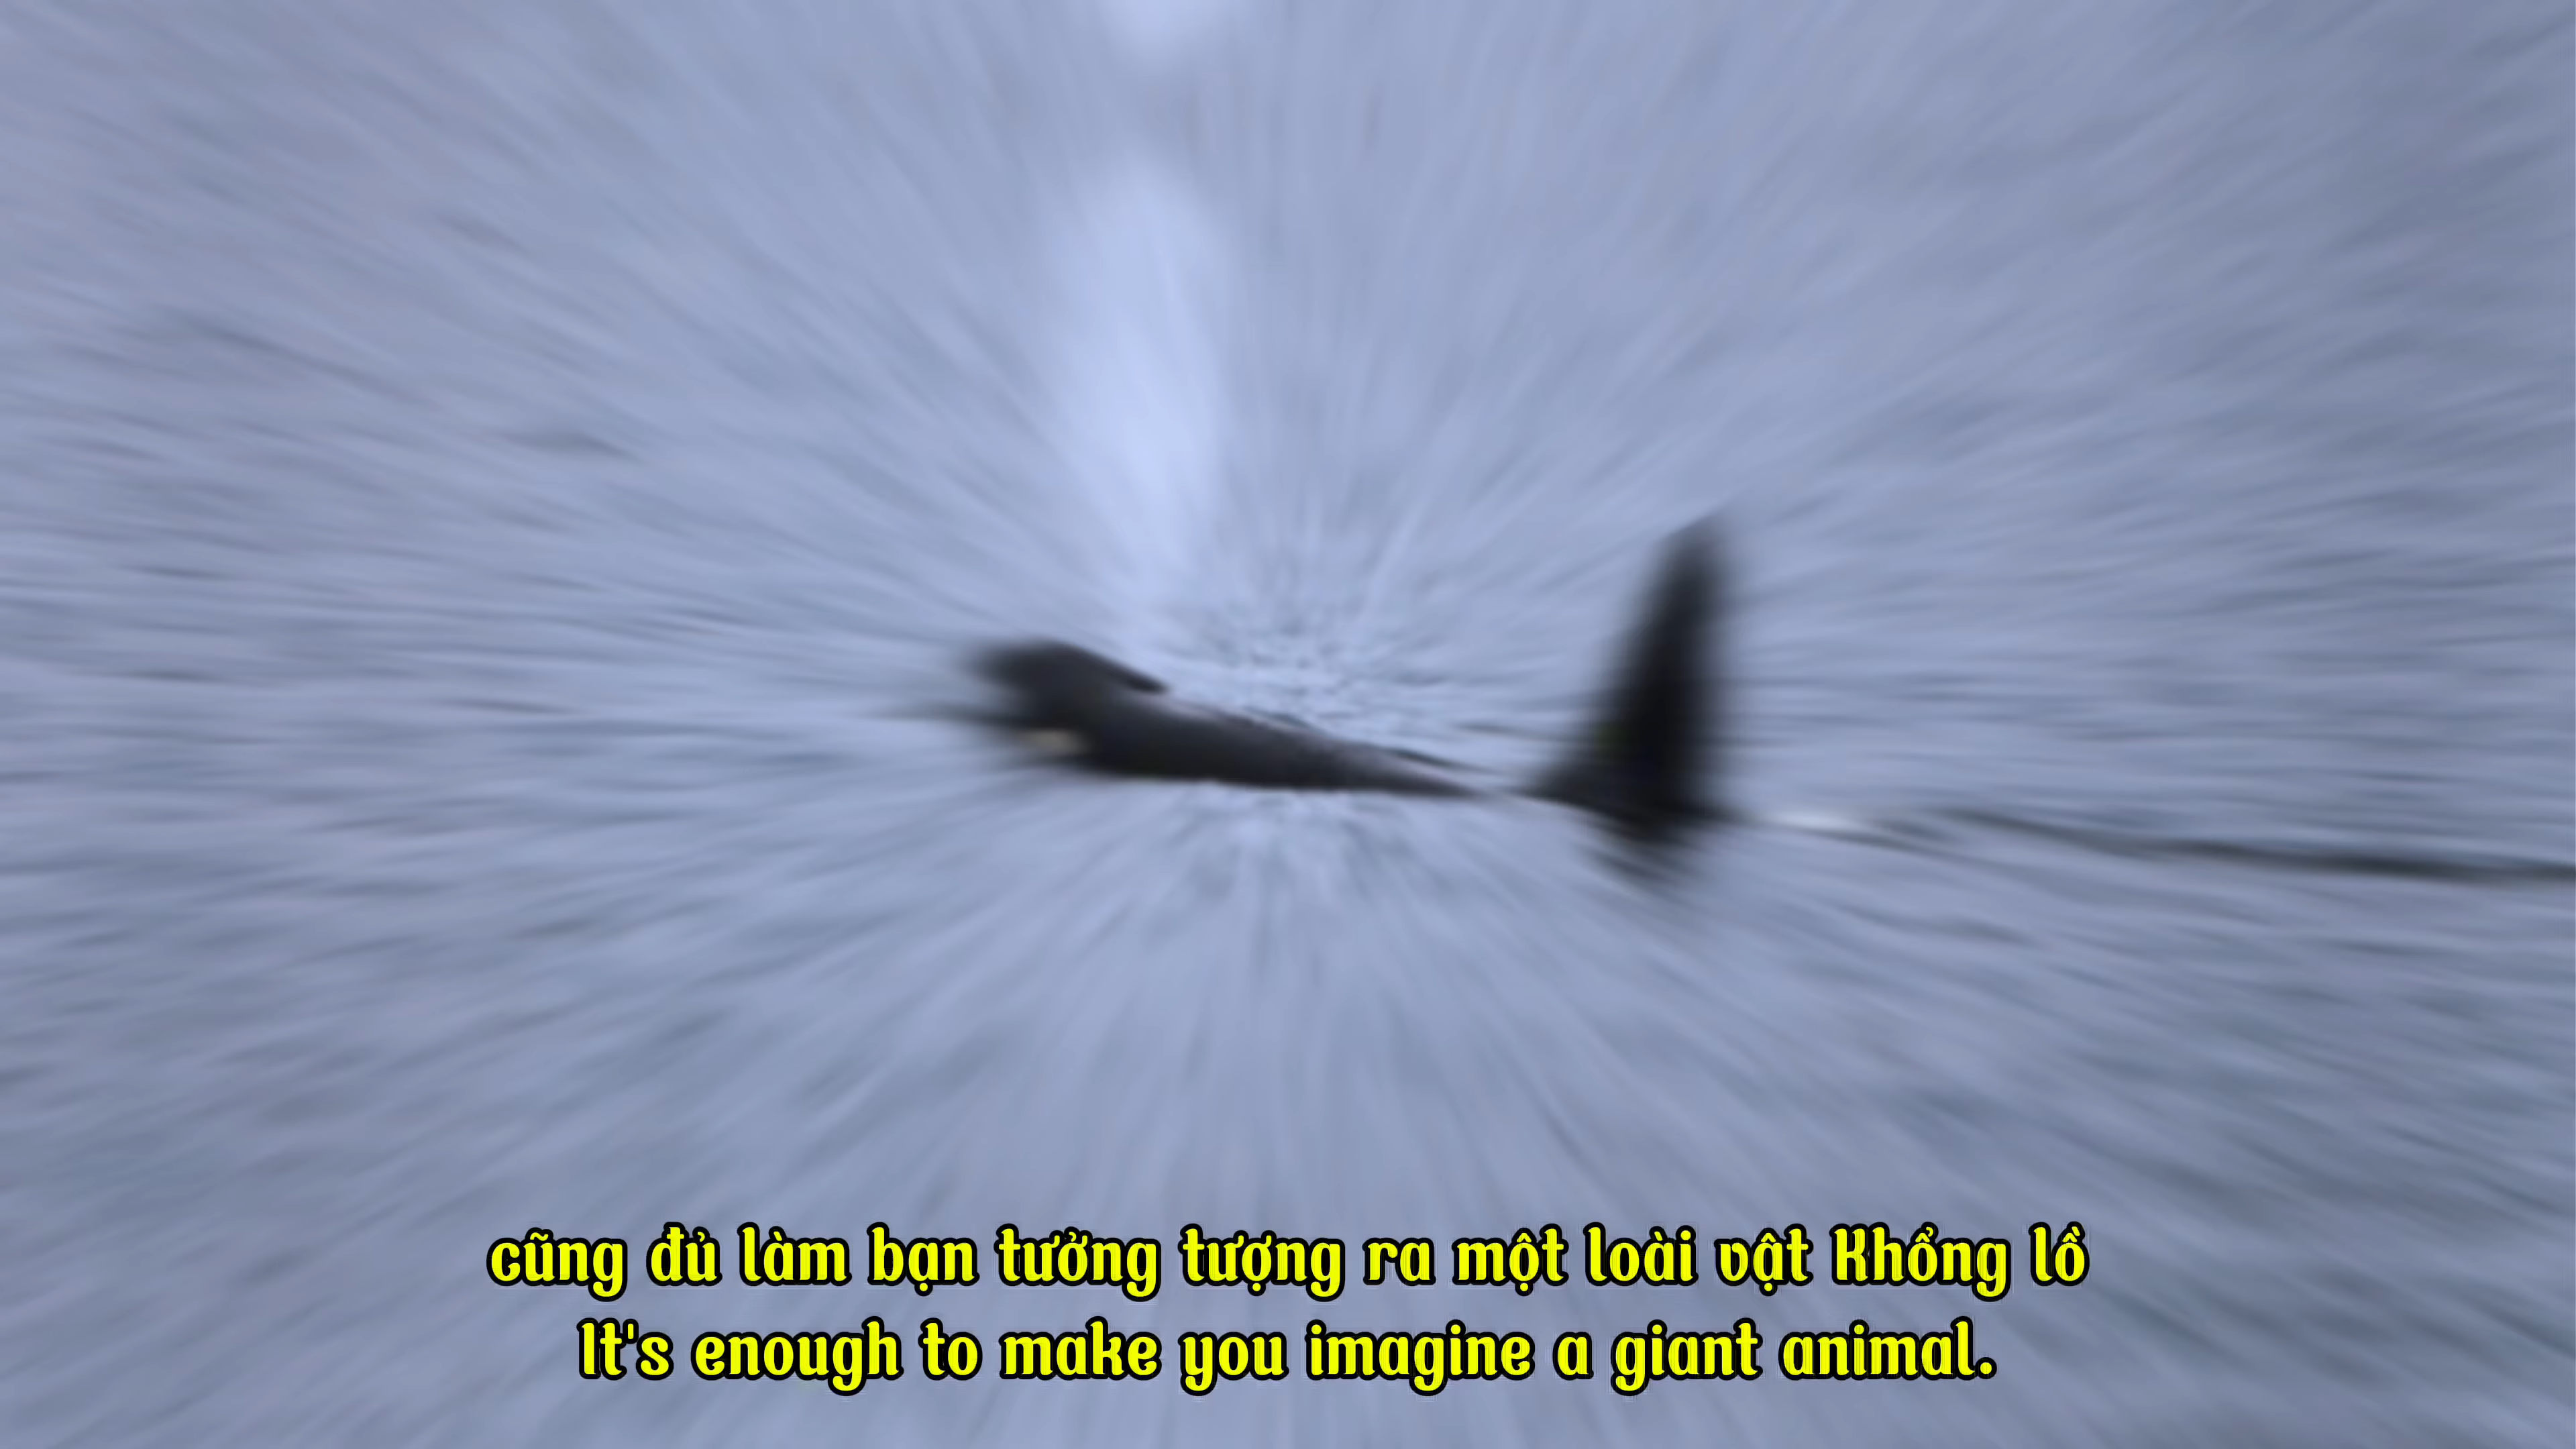 cũng đủ làm bạn tưởng tượng ra một loài vật Khổng lồ
It's enough to make you imagine a giant animal.